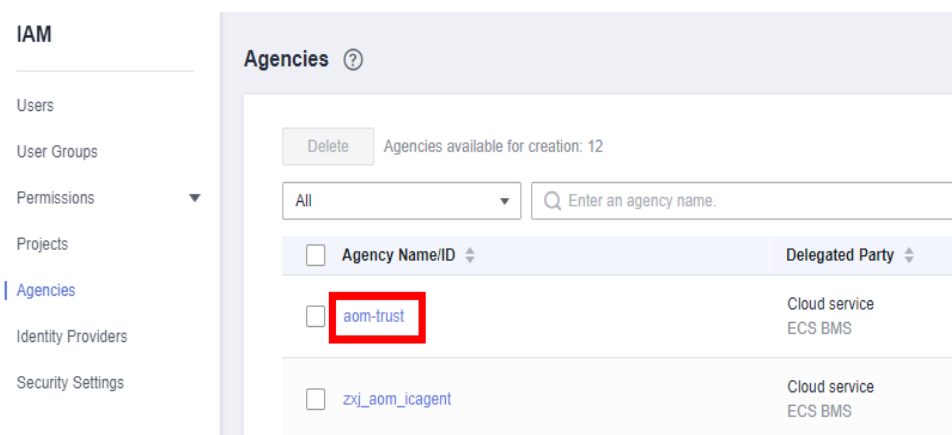 IAM
Agencies ?
Users
User Groups
Permissions
Projects
Agencies
Identity Providers
Security Settings
Delete Agencies available for creation: 12
All Enter an agency name.
Agency Name/ID Delegated Party
aom-trust Cloud service
ECS BMS
zxj_aom_icagent Cloud service
ECS BMS